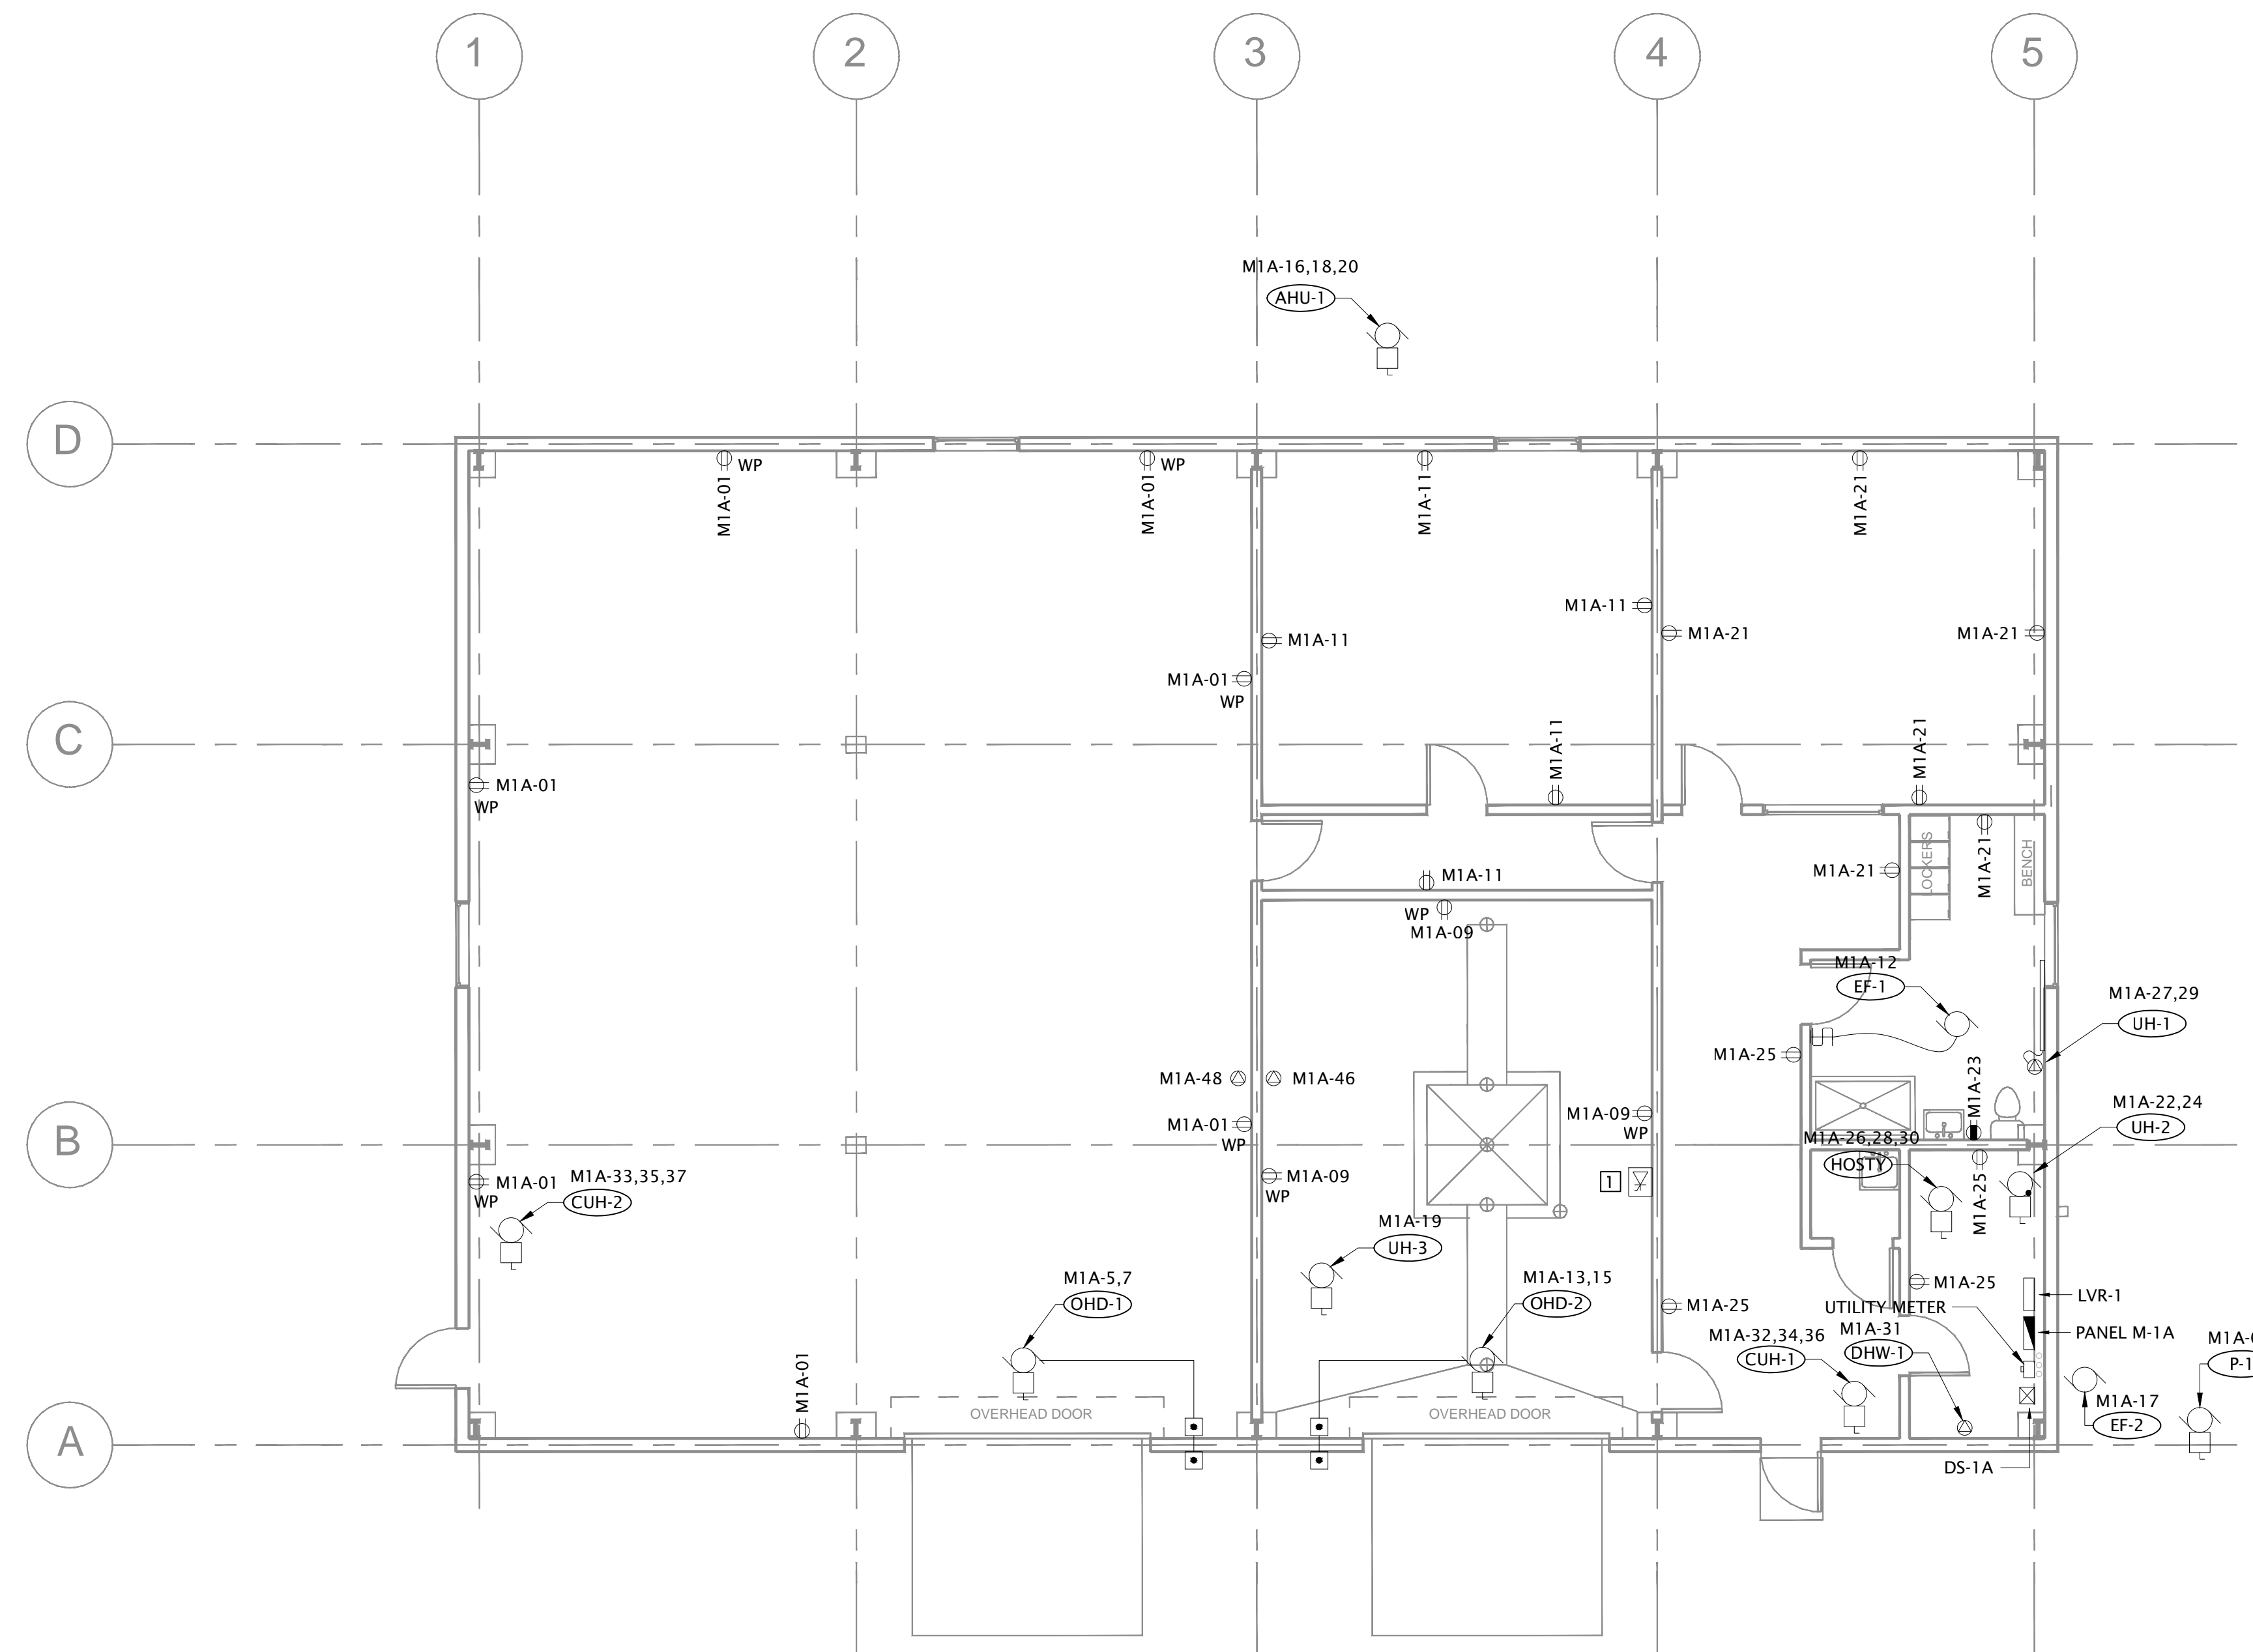 1
2
3
4
5
M1A-16,18,20
AHU-1
D
WP
WP
M1A-01
M1A-01
M1A-11
M1A-21
M1A-11
M1A-11
M1A-21
M1A-21
M1A-01
WP
C
M1A-11
M1A-21
M1A-01
WP
LOCKERS
M1A-21
BENCH
M1A-21
M1A-11
WP
M1A-09
M1A-12
EF-1
M1A-27,29
UH-1
M1A-25
M1A-48
M1A-46
M1A-23
M1A-01
WP
M1A-09
WP
M1A-22,24
UH-2
B
M1A-26,28,30
HOSTY
M1A-01
WP
M1A-33,35,37
CUH-2
M1A-09
WP
1
M1A-25
M1A-19
UH-3
M1A-5,7
OHD-1
M1A-13,15
OHD-2
M1A-25
M1A-25
LVR-1
UTILITY METER
PANEL M-1A
M1A-32,34,36
CUH-1
M1A-31
DHW-1
P-1
M1A-17
EF-2
M1A-01
OVERHEAD DOOR
OVERHEAD DOOR
A
DS-1A